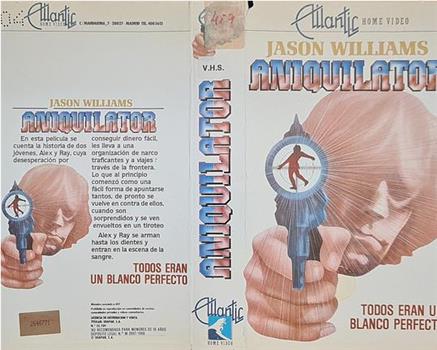 Atlantic
HOME VIDEO
JASON WILLIAMS
ANIQUILATOR
En esta película se
cuenta la historia de dos
jóvenes, Alex y Ray, cuya
desesperación por
conseguir dinero fácil,
les lleva a una
organización de narco
traficantes y a viajes a
través de la frontera.
Lo que al principio
comenzó como una
fácil forma de apuntarse
tantos, de pronto se
vuelve en contra de ellos,
cuando son
sorprendidos y se ven
envueltos en un tiroteo
Alex y Ray se arman
hasta los dientes y
entran en la escena de la
sangre.
TODOS ERAN
UN BLANCO PERFECTO
2646771
V.H.S.
ANIQUILATOR
Atlantic
HOME VIDEO
Atlantic HOME VIDEO
JASON WILLIAMS
ANIQUILATOR
TODOS ERAN
UN BLANCO PERFECTO